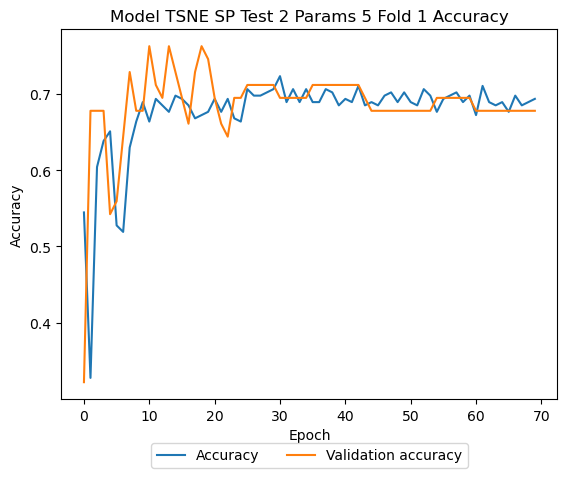 Model TSNE SP Test 2 Params 5 Fold 1 Accuracy
Accuracy
0.7
0.6
0.5
0.4
0 10 20 30 40 50 60 70
Epoch
Accuracy Validation accuracy